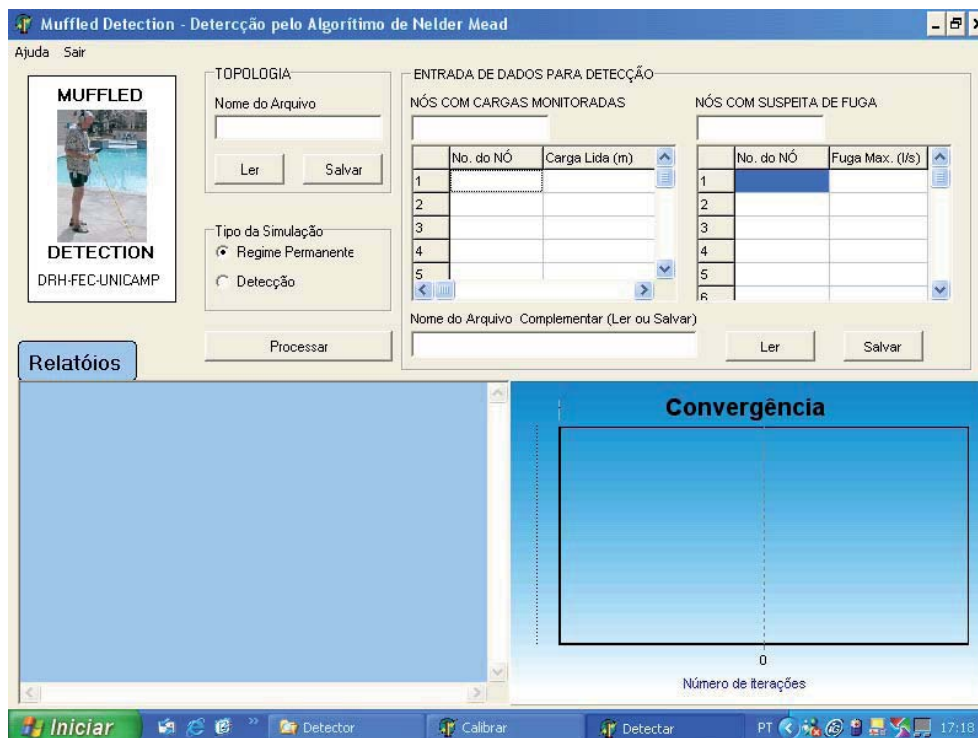 Muffled Detection - Detercção pelo Algorítimo de Nelder Mead
Ajuda Sair
MUFFLED
DETECTION
DRH-FEC-UNICAMP
TOPOLOGIA
Nome do Arquivo
Ler Salvar
Tipo da Simulação
Regime Permanente
Detecção
Processar
ENTRADA DE DADOS PARA DETECÇÃO
NÓS COM CARGAS MONITORADAS
No. do NÓ Carga Lida (m)
1
2
3
4
5
NÓS COM SUSPEITA DE FUGA
No. do NÓ Fuga Max. (l/s)
1
2
3
4
5
6
Nome do Arquivo Complementar (Ler ou Salvar)
Ler Salvar
Relatóios
Convergência
0
Número de iterações
Iniciar » Detector Calibrar Detectar PT 17:18